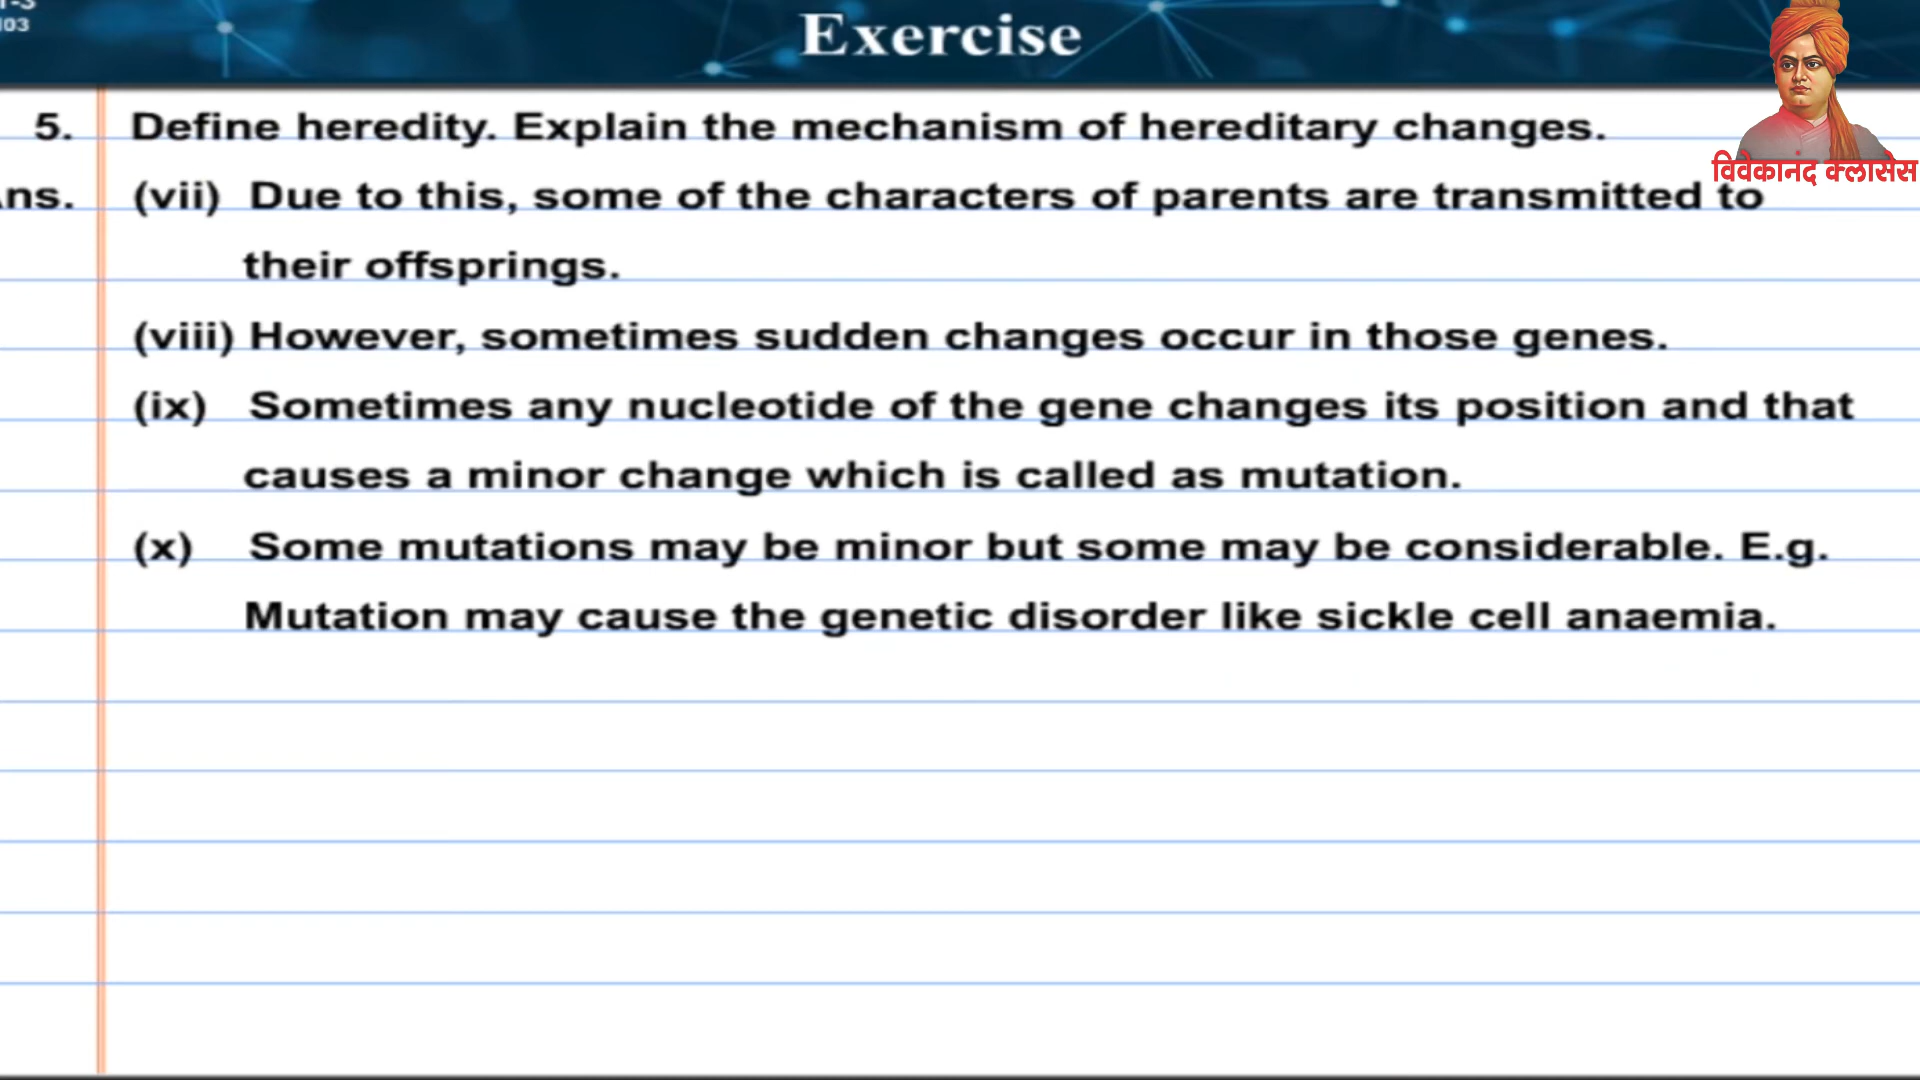 Exercise
5. Define heredity. Explain the mechanism of hereditary changes.
विवेकानद क्लासेस
ns. (vii) Due to this, some of the characters of parents are transmitted to
their offsprings.
(viii) However, sometimes sudden changes occur in those genes.
(ix) Sometimes any nucleotide of the gene changes its position and that
causes a minor change which is called as mutation.
(x) Some mutations may be minor but some may be considerable. E.g.
Mutation may cause the genetic disorder like sickle cell anaemia.